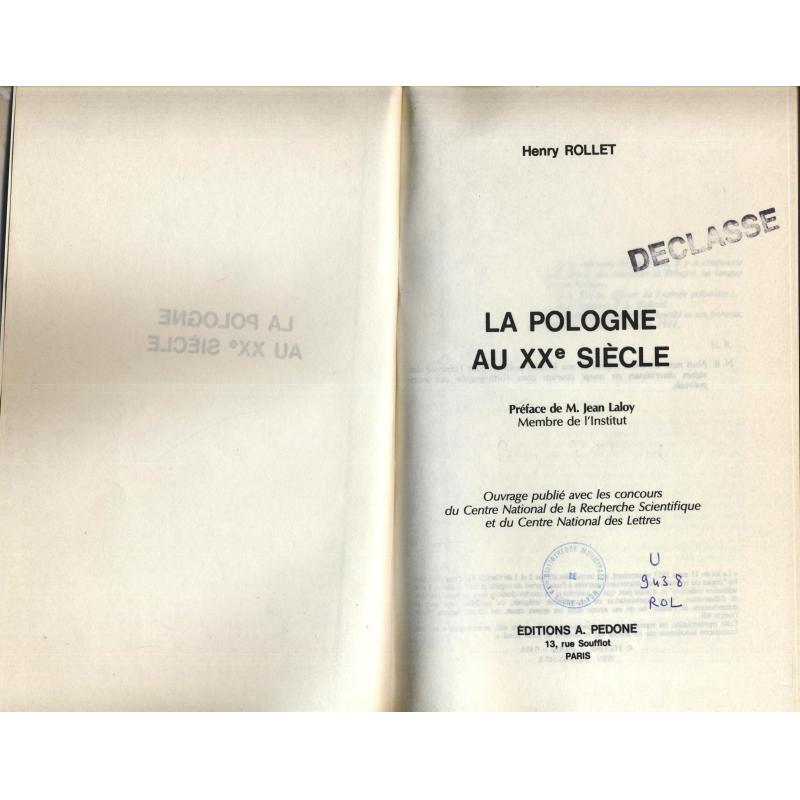 Henry ROLLET
DECLASSE
LA POLOGNE
AU XXe SIÈCLE
Préface de M. Jean Laloy
Membre de l'Institut
Ouvrage publié avec les concours
du Centre National de la Recherche Scientifique
et du Centre National des Lettres
BIBLIOTHEQUE MUNICIPALE
U
943.8
ROL
ÉDITIONS A. PEDONE
13, rue Soufflot
PARIS
LA POLOGNE
AU XXe SIÈCLE